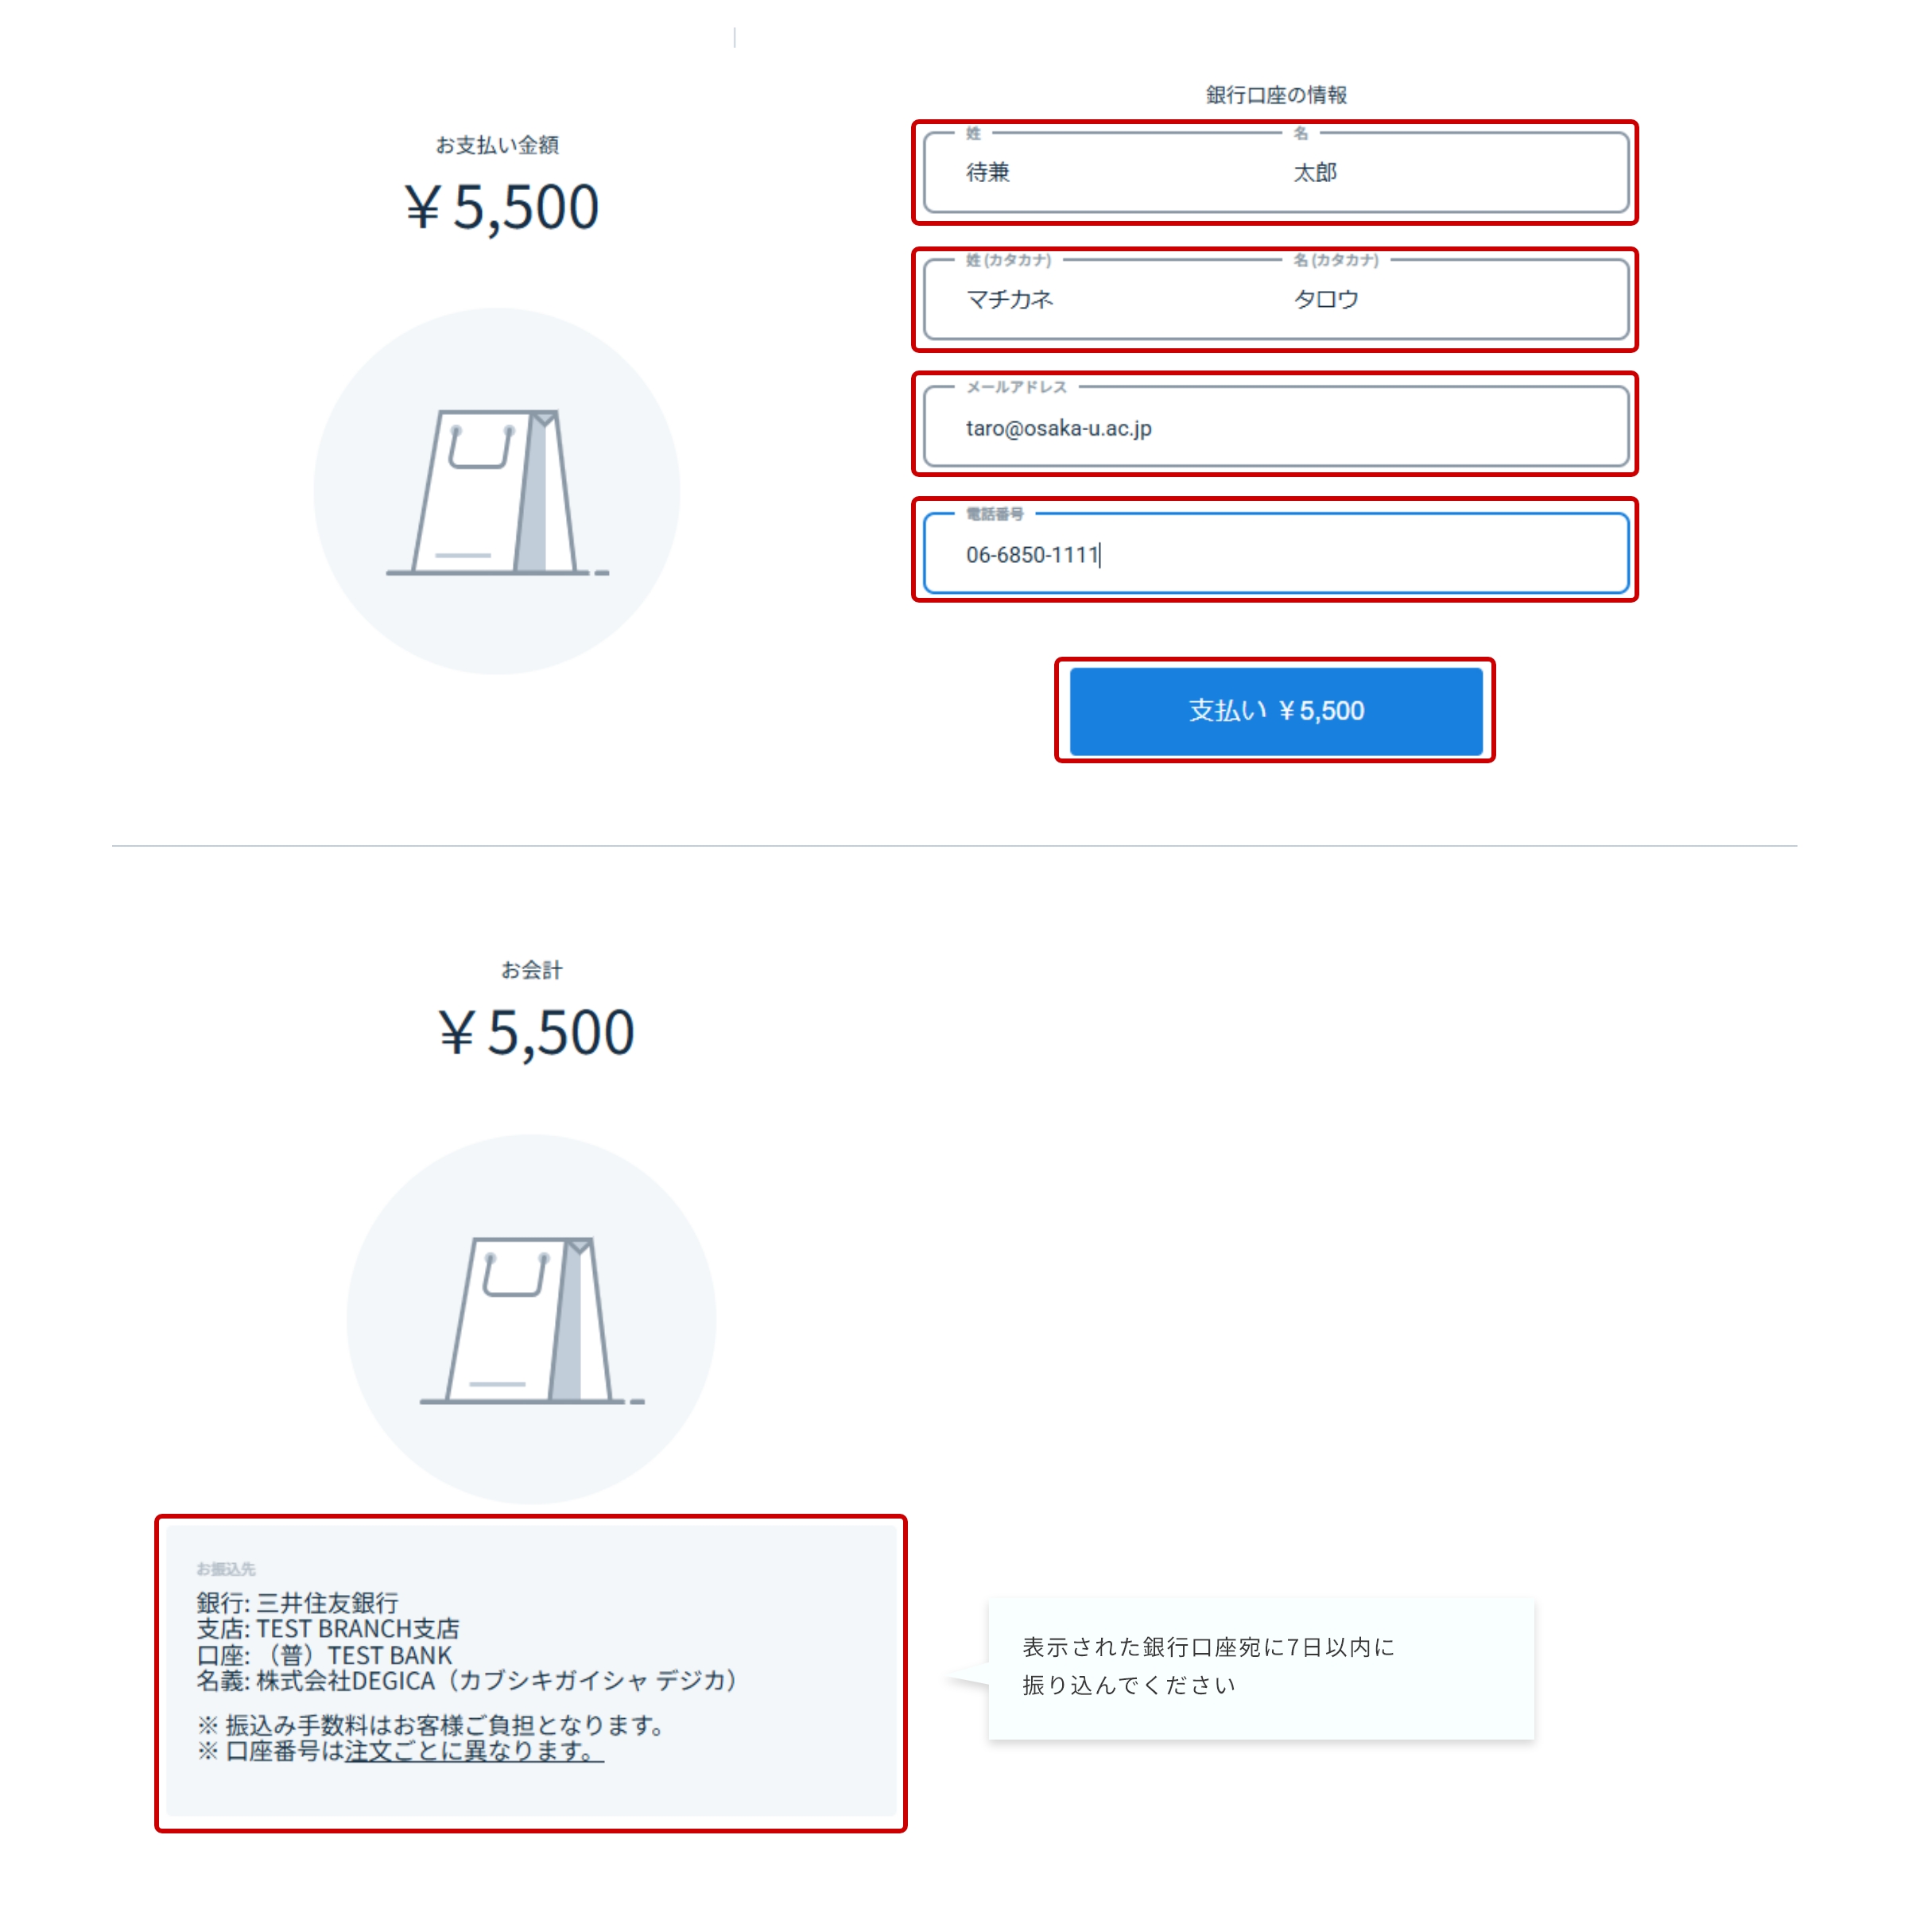 お支払い金額
¥5,500
銀行口座の情報
姓 名
待兼 太郎
姓 (カタカナ) 名 (カタカナ)
マチカネ タロウ
メールアドレス
taro@osaka-u.ac.jp
電話番号
06-6850-1111
支払い ¥5,500
お会計
¥5,500
お振込先
銀行: 三井住友銀行
支店: TEST BRANCH支店
口座: （普）TEST BANK
名義: 株式会社DEGICA（カブシキガイシャ デジカ）
※ 振込み手数料はお客様ご負担となります。
※ 口座番号は注文ごとに異なります。
表示された銀行口座宛に7日以内に
振り込んでください